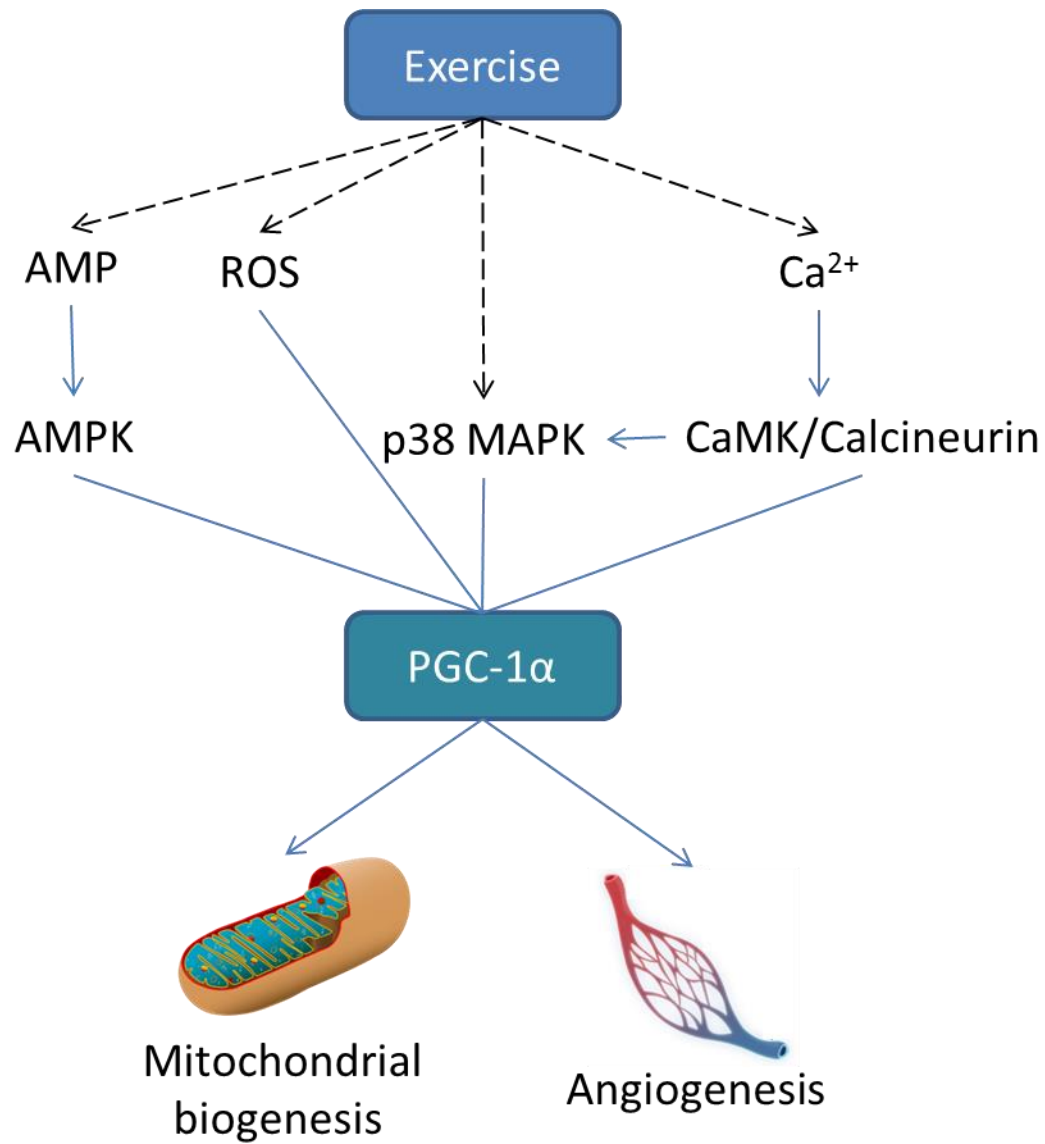 Exercise
AMP
ROS
Ca²⁺
AMPK
p38 MAPK
CaMK/Calcineurin
PGC-1α
Mitochondrial
biogenesis
Angiogenesis